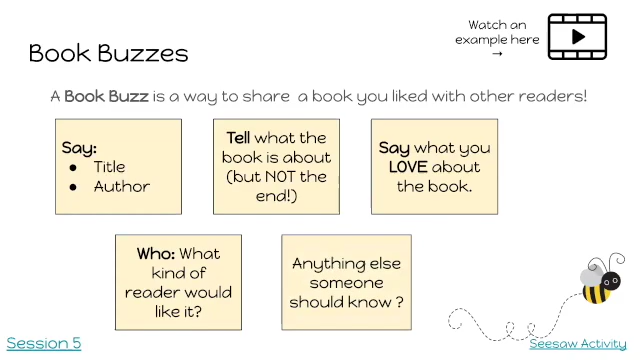 Watch an
example here
→
Book Buzzes
A Book Buzz is a way to share a book you liked with other readers!
Say:
● Title
● Author
Tell what the
book is about
(but NOT the
end!)
Say what you
LOVE about
the book.
Who: What
kind of
reader would
like it?
Anything else
someone
should know ?
Session 5
Seesaw Activity